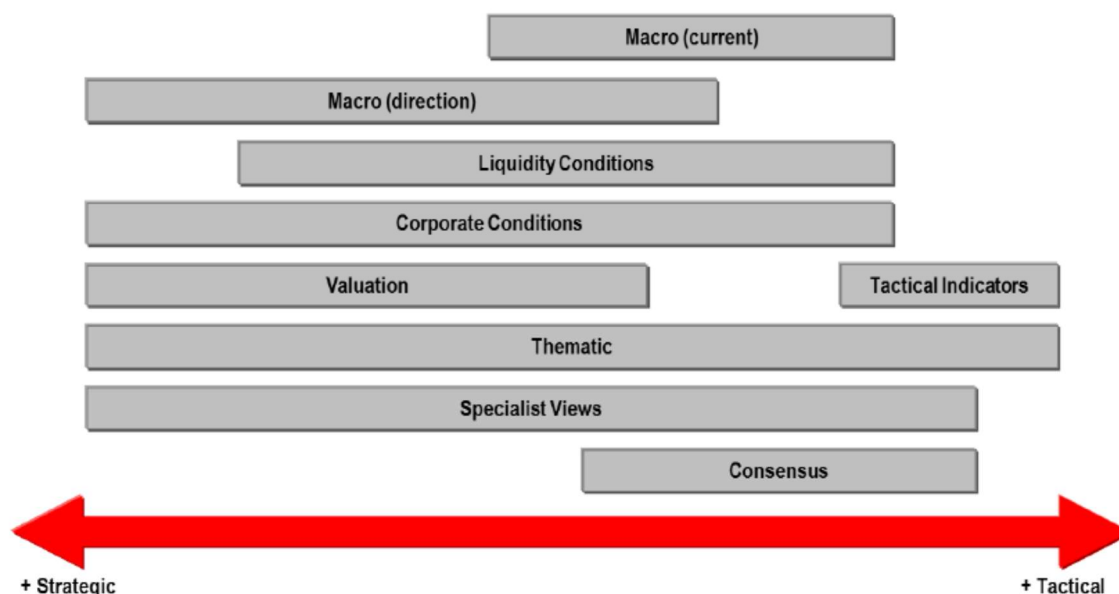 Macro (current)
Macro (direction)
Liquidity Conditions
Corporate Conditions
Valuation
Tactical Indicators
Thematic
Specialist Views
Consensus
+ Strategic
+ Tactical